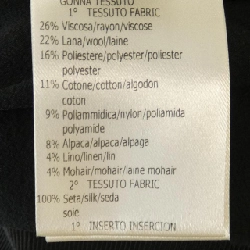 GONNA TESSUTO
1° TESSUTO FABRIC
26% Viscosa/rayon/viscose
22% Lana/wool/laine
16% Poliestere/polyester/poliester
polyester
11% Cotone/cotton/algodon
coton
9% Poliammidica/nylon/poliamida
polyamide
8% Alpaca/alpaca/alpage
4% Lino/linen/lin
4% Mohair/mohair/laine mohair
2° TESSUTO FABRIC
100% Seta/silk/seda
soie
1° INSERTO INSERCION